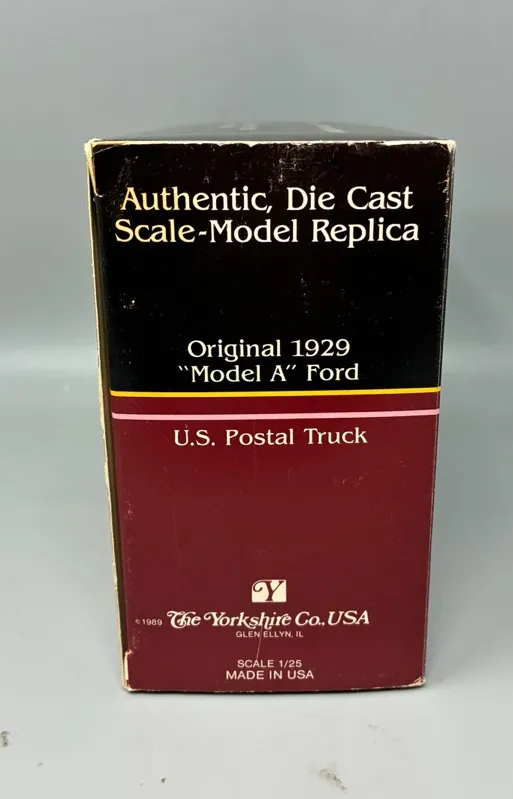 Authentic, Die Cast
Scale-Model Replica
Original 1929
"Model A" Ford
U.S. Postal Truck
Y
©1989 The Yorkshire Co., USA
GLEN ELLYN, IL
SCALE 1/25
MADE IN USA